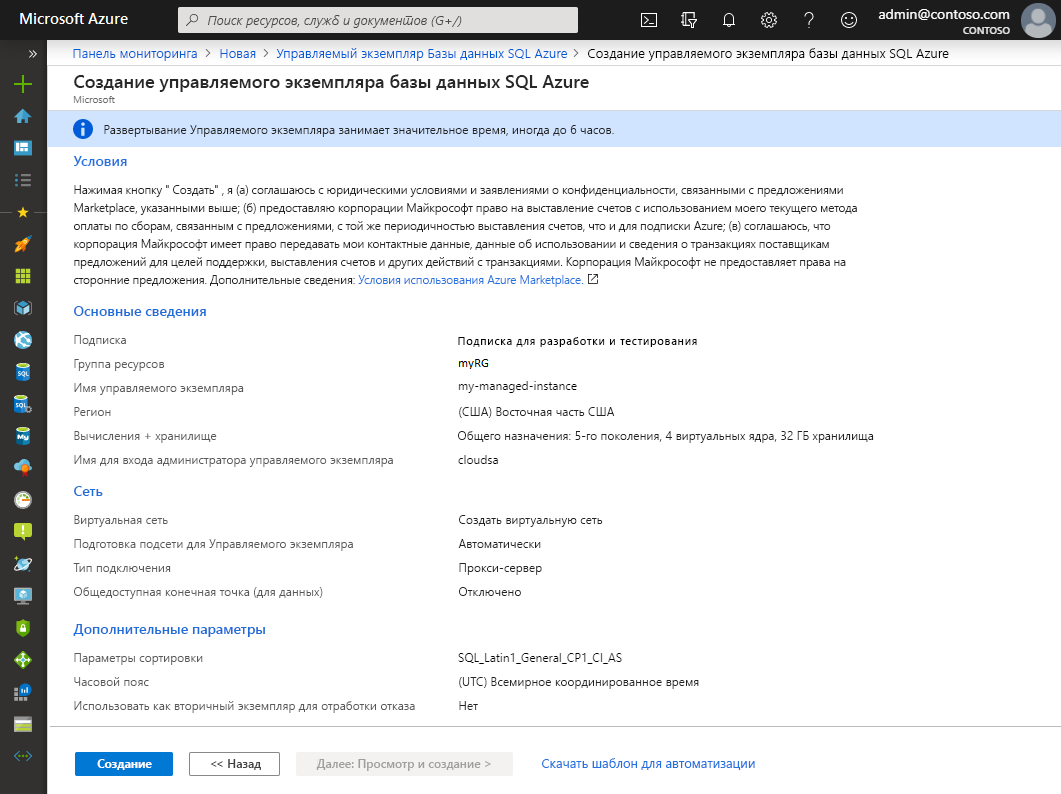 Microsoft Azure
Поиск ресурсов, служб и документов (G+/)
admin@contoso.com
CONTOSO
Панель мониторинга > Новая > Управляемый экземпляр Базы данных SQL Azure > Создание управляемого экземпляра базы данных SQL Azure
Создание управляемого экземпляра базы данных SQL Azure
Microsoft
Развертывание Управляемого экземпляра занимает значительное время, иногда до 6 часов.
Условия
Нажимая кнопку " Создать" , я (а) соглашаюсь с юридическими условиями и заявлениями о конфиденциальности, связанными с предложениями
Marketplace, указанными выше; (б) предоставляю корпорации Майкрософт право на выставление счетов с использованием моего текущего метода
оплаты по сборам, связанным с предложениями, с той же периодичностью выставления счетов, что и для подписки Azure; (в) соглашаюсь, что
корпорация Майкрософт имеет право передавать мои контактные данные, данные об использовании и сведения о транзакциях поставщикам
предложений для целей поддержки, выставления счетов и других действий с транзакциями. Корпорация Майкрософт не предоставляет права на
сторонние предложения. Дополнительные сведения: Условия использования Azure Marketplace.
Основные сведения
Подписка Подписка для разработки и тестирования
Группа ресурсов myRG
Имя управляемого экземпляра my-managed-instance
Регион (США) Восточная часть США
Вычисления + хранилище Общего назначения: 5-го поколения, 4 виртуальных ядра, 32 ГБ хранилища
Имя для входа администратора управляемого экземпляра cloudsa
Сеть
Виртуальная сеть Создать виртуальную сеть
Подготовка подсети для Управляемого экземпляра Автоматически
Тип подключения Прокси-сервер
Общедоступная конечная точка (для данных) Отключено
Дополнительные параметры
Параметры сортировки SQL_Latin1_General_CP1_CI_AS
Часовой пояс (UTC) Всемирное координированное время
Использовать как вторичный экземпляр для отработки отказа Нет
Создание << Назад Далее: Просмотр и создание > Скачать шаблон для автоматизации